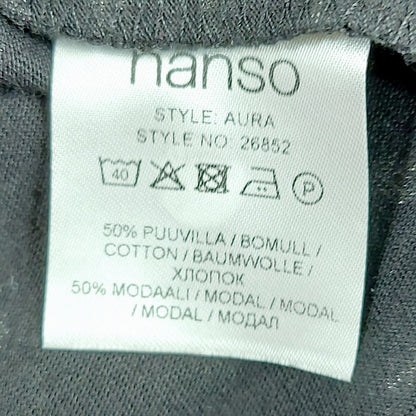 nanso
STYLE: AURA
STYLE NO: 26852
40 P
50% PUUVILLA / BOMULL /
COTTON / BAUMWOLLE /
ХЛОПОК
50% MODAALI / MODAL / MODAL
/ MODAL / МОДАЛ